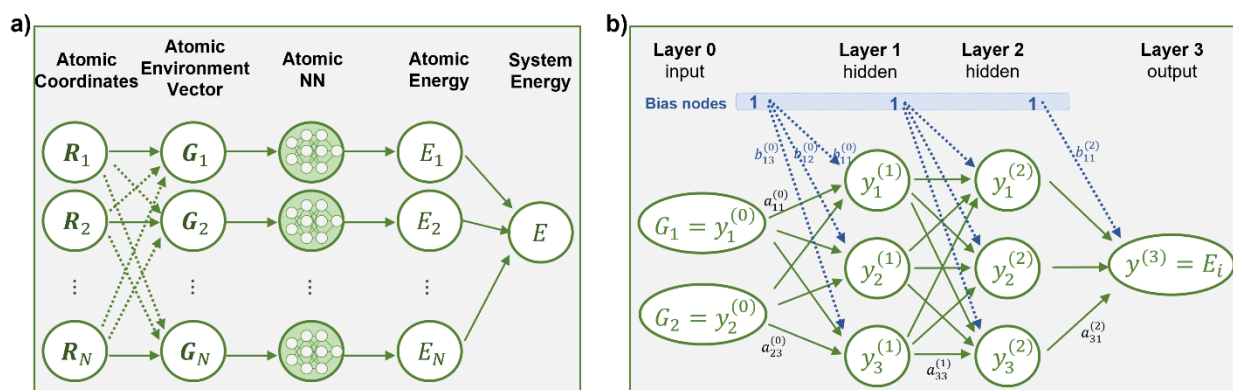 a)
Atomic
Coordinates
Atomic
Environment
Vector
Atomic
NN
Atomic
Energy
System
Energy
R₁ G₁ E₁
R₂ G₂ E₂
E
⋮ ⋮ ⋮ ⋮
R_N G_N E_N
b)
Layer 0
input
Layer 1
hidden
Layer 2
hidden
Layer 3
output
Bias nodes 1 1 1
b₁₃⁽⁰⁾ b₁₂⁽⁰⁾ b₁₁⁽⁰⁾ b₁₁⁽²⁾
y₁⁽¹⁾ y₁⁽²⁾
a₁₁⁽⁰⁾
G₁ = y₁⁽⁰⁾
y₂⁽¹⁾ y₂⁽²⁾ y⁽³⁾ = Eᵢ
G₂ = y₂⁽⁰⁾
a₂₃⁽⁰⁾ a₃₁⁽²⁾
y₃⁽¹⁾ y₃⁽²⁾
a₃₃⁽¹⁾